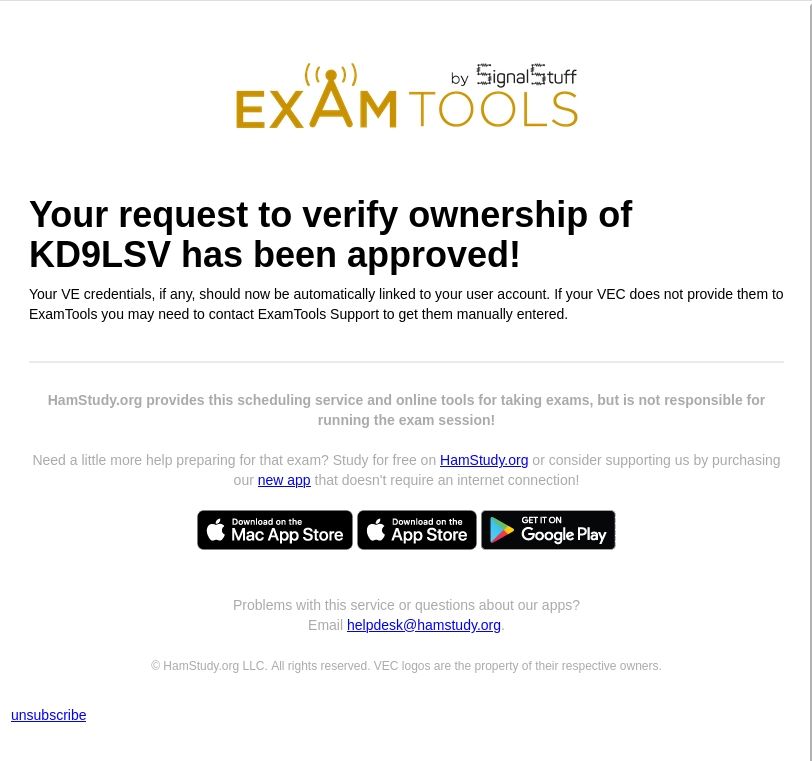 by SignalStuff
EXAMTOOLS
Your request to verify ownership of
KD9LSV has been approved!
Your VE credentials, if any, should now be automatically linked to your user account. If your VEC does not provide them to
ExamTools you may need to contact ExamTools Support to get them manually entered.
HamStudy.org provides this scheduling service and online tools for taking exams, but is not responsible for
running the exam session!
Need a little more help preparing for that exam? Study for free on HamStudy.org or consider supporting us by purchasing
our new app that doesn't require an internet connection!
Download on the
Mac App Store
Download on the
App Store
GET IT ON
Google Play
Problems with this service or questions about our apps?
Email helpdesk@hamstudy.org.
© HamStudy.org LLC. All rights reserved. VEC logos are the property of their respective owners.
unsubscribe